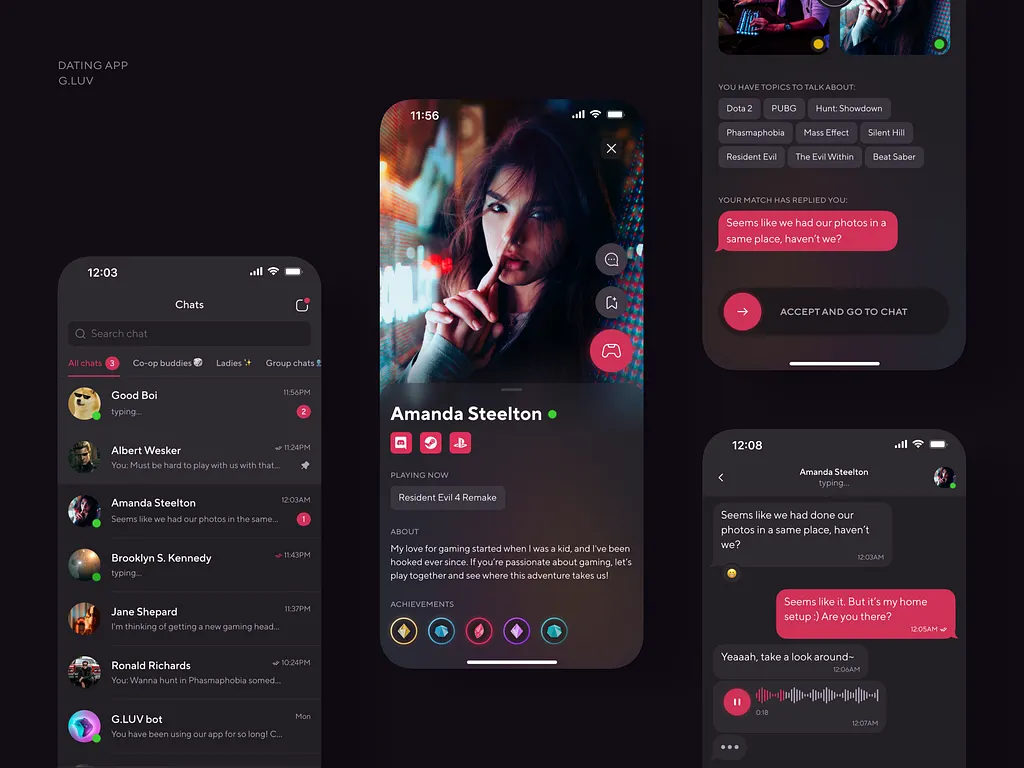 DATING APP
G.LUV
12:03
Chats
Search chat
All chats 3 Co-op buddies🎲 Ladies✨ Group chats
Good Boi 11:56PM
typing... 2
Albert Wesker 11:24PM
You: Must be hard to play with us with that...
Amanda Steelton 12:03AM
Seems like we had our photos in the same... 1
Brooklyn S. Kennedy 11:43PM
typing...
Jane Shepard 11:37PM
I'm thinking of getting a new gaming head...
Ronald Richards 10:24PM
You: Wanna hunt in Phasmaphobia somed...
G.LUV bot Mon
You have been using our app for so long! C...
11:56
Amanda Steelton
PLAYING NOW
Resident Evil 4 Remake
ABOUT
My love for gaming started when I was a kid, and I've been
hooked ever since. If you're passionate about gaming, let's
play together and see where this adventure takes us!
ACHIEVEMENTS
YOU HAVE TOPICS TO TALK ABOUT:
Dota 2 PUBG Hunt: Showdown
Phasmaphobia Mass Effect Silent Hill
Resident Evil The Evil Within Beat Saber
YOUR MATCH HAS REPLIED YOU:
Seems like we had our photos in a
same place, haven't we?
ACCEPT AND GO TO CHAT
12:08
Amanda Steelton
typing...
Seems like we had done our
photos in a same place, haven't
we?
12:03AM
Seems like it. But it's my home
setup :) Are you there?
12:05AM
Yeaaah, take a look around~
12:06AM
0:18
12:07AM